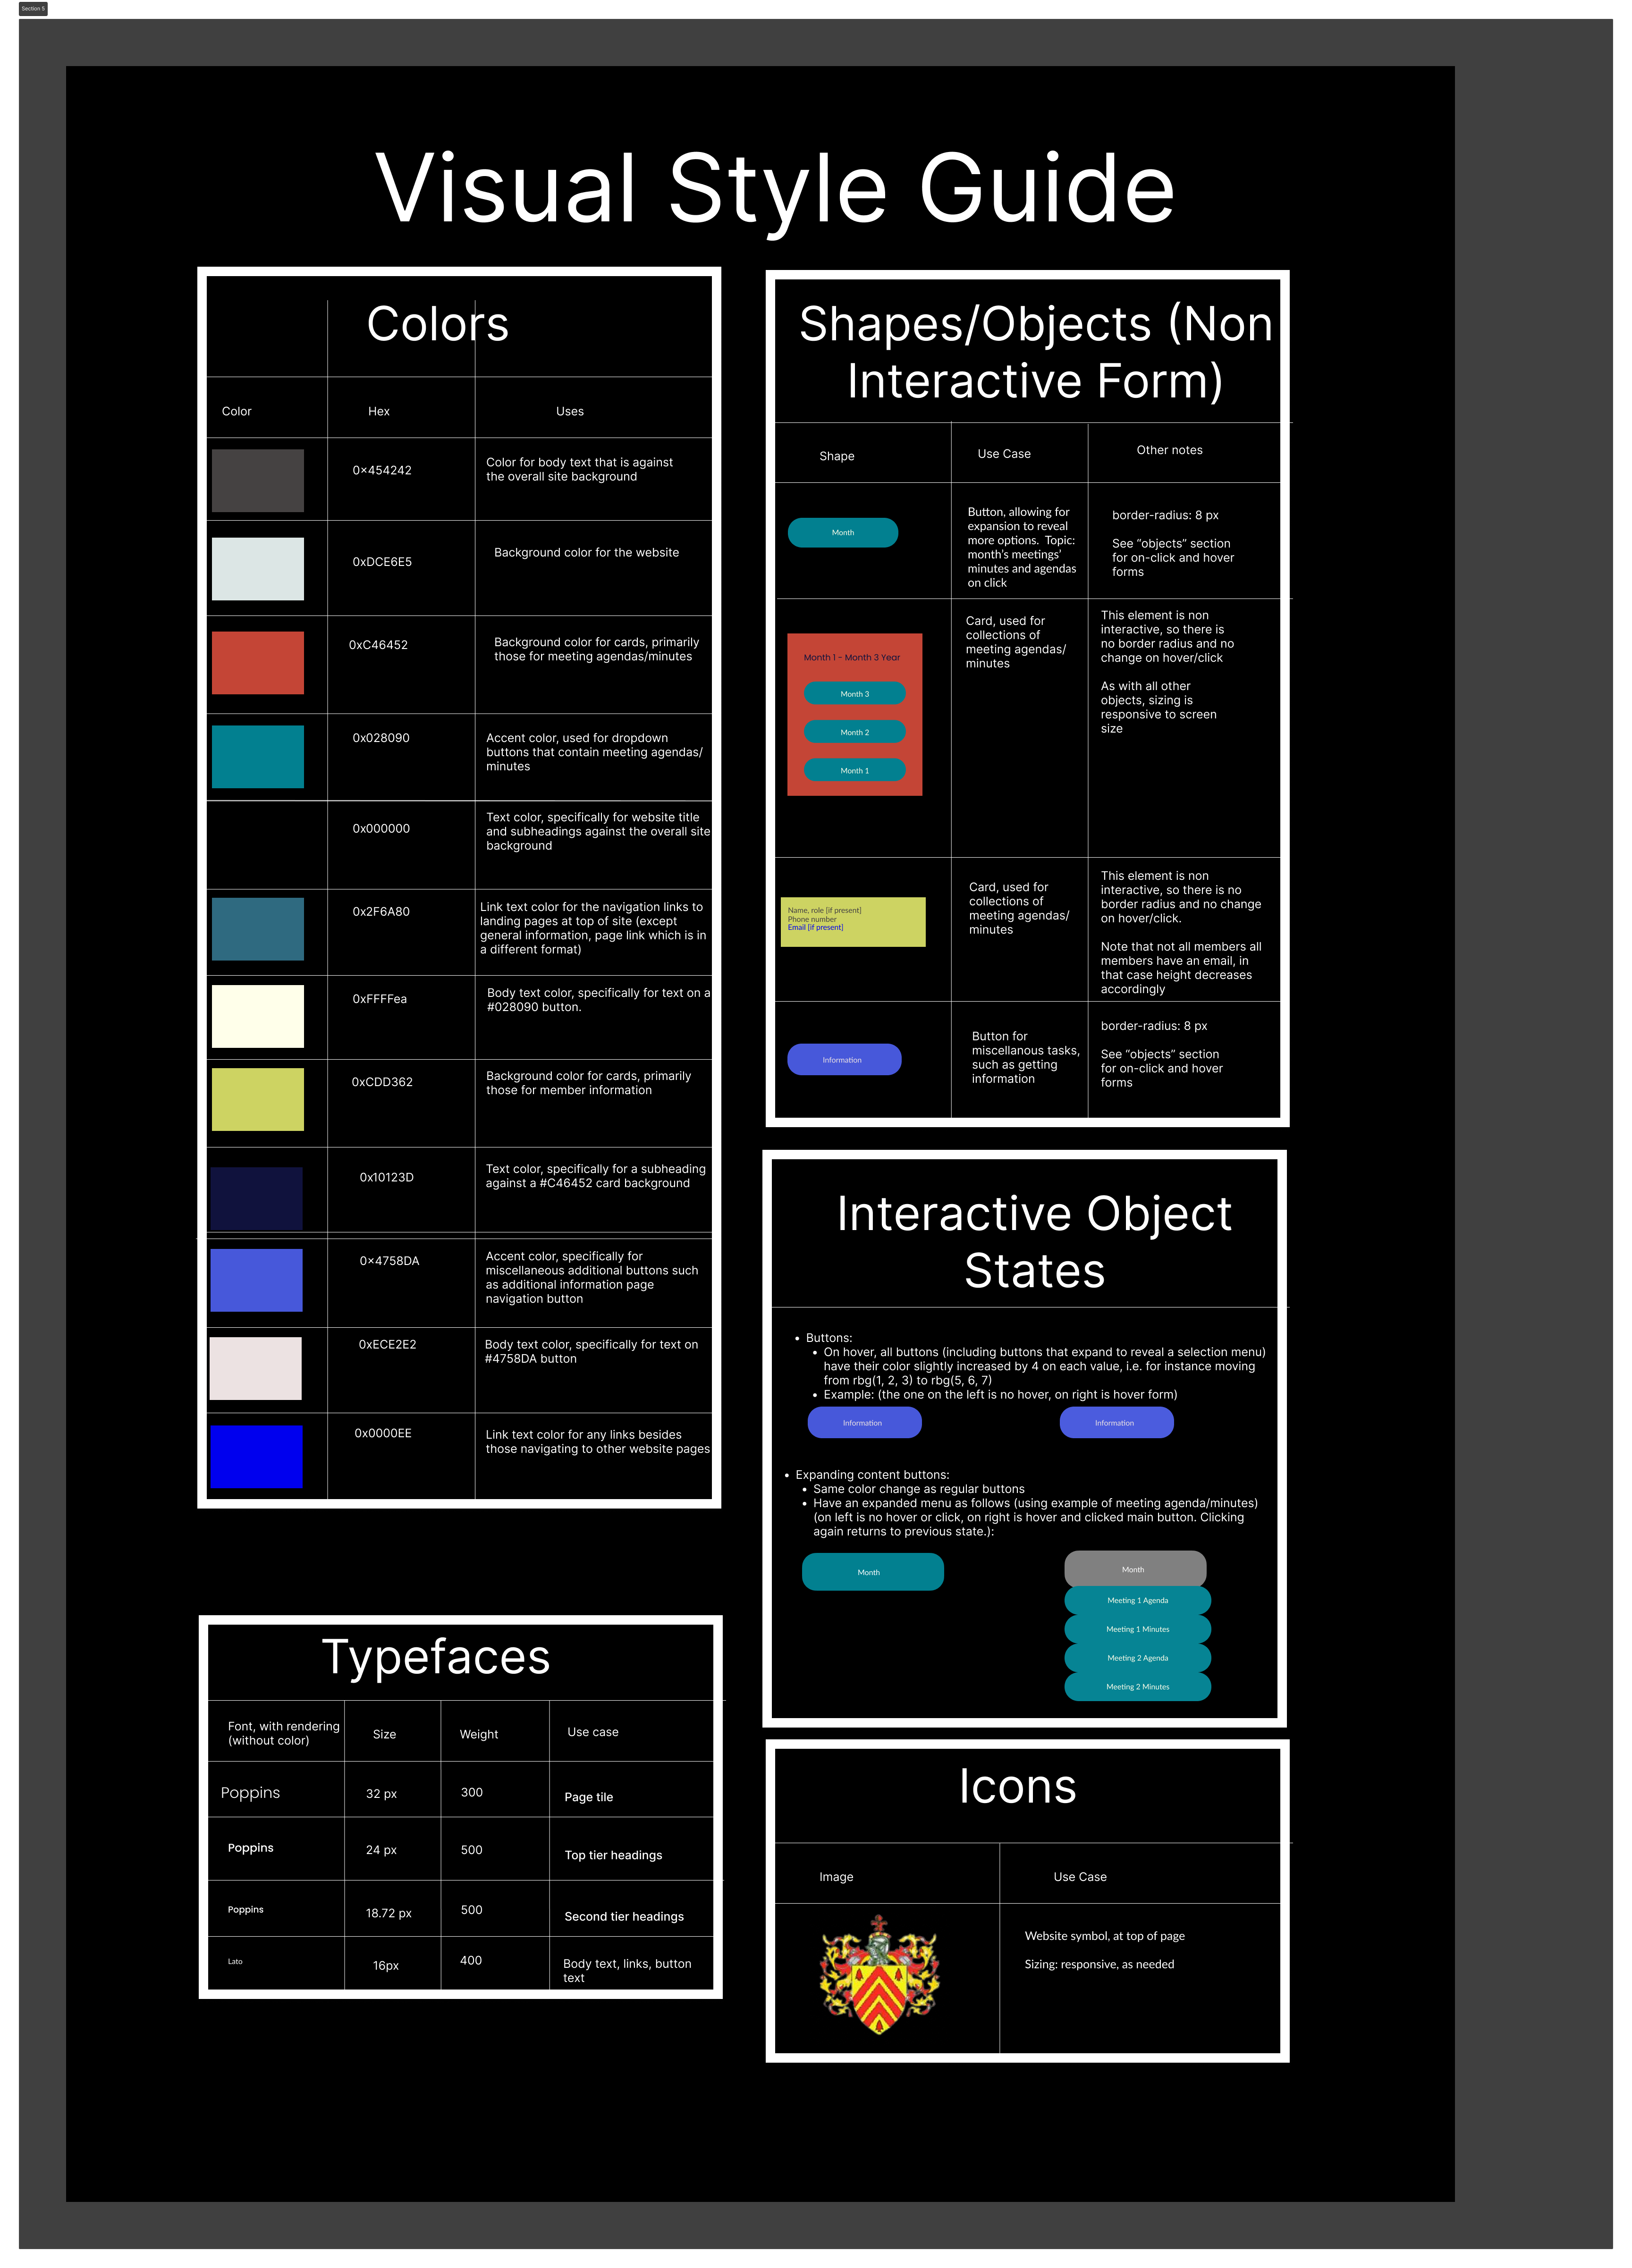 Section 5
Visual Style Guide
Colors
Color
Hex
Uses
0×454242
Color for body text that is against
the overall site background
0xDCE6E5
Background color for the website
0xC46452
Background color for cards, primarily
those for meeting agendas/minutes
0x028090
Accent color, used for dropdown
buttons that contain meeting agendas/
minutes
0x000000
Text color, specifically for website title
and subheadings against the overall site
background
0x2F6A80
Link text color for the navigation links to
landing pages at top of site (except
general information, page link which is in
a different format)
0xFFFFea
Body text color, specifically for text on a
#028090 button.
0xCDD362
Background color for cards, primarily
those for member information
0x10123D
Text color, specifically for a subheading
against a #C46452 card background
0×4758DA
Accent color, specifically for
miscellaneous additional buttons such
as additional information page
navigation button
0xECE2E2
Body text color, specifically for text on
#4758DA button
0x0000EE
Link text color for any links besides
those navigating to other website pages
Typefaces
Font, with rendering
(without color)
Size
Weight
Use case
Poppins
32 px
300
Page tile
Poppins
24 px
500
Top tier headings
Poppins
18.72 px
500
Second tier headings
Lato
16px
400
Body text, links, button
text
Shapes/Objects (Non
Interactive Form)
Shape
Use Case
Other notes
Month
Button, allowing for
expansion to reveal
more options.  Topic:
month's meetings'
minutes and agendas
on click
border-radius: 8 px
See “objects” section
for on-click and hover
forms
Month 1 - Month 3 Year
Month 3
Month 2
Month 1
Card, used for
collections of
meeting agendas/
minutes
This element is non
interactive, so there is
no border radius and no
change on hover/click
As with all other
objects, sizing is
responsive to screen
size
Name, role [if present]
Phone number
Email [if present]
Card, used for
collections of
meeting agendas/
minutes
This element is non
interactive, so there is no
border radius and no change
on hover/click.
Note that not all members all
members have an email, in
that case height decreases
accordingly
Information
Button for
miscellanous tasks,
such as getting
information
border-radius: 8 px
See “objects” section
for on-click and hover
forms
Interactive Object
States
• Buttons:
• On hover, all buttons (including buttons that expand to reveal a selection menu)
have their color slightly increased by 4 on each value, i.e. for instance moving
from rbg(1, 2, 3) to rbg(5, 6, 7)
• Example: (the one on the left is no hover, on right is hover form)
Information
Information
• Expanding content buttons:
• Same color change as regular buttons
• Have an expanded menu as follows (using example of meeting agenda/minutes)
(on left is no hover or click, on right is hover and clicked main button. Clicking
again returns to previous state.):
Month
Month
Meeting 1 Agenda
Meeting 1 Minutes
Meeting 2 Agenda
Meeting 2 Minutes
Icons
Image
Use Case
Website symbol, at top of page
Sizing: responsive, as needed